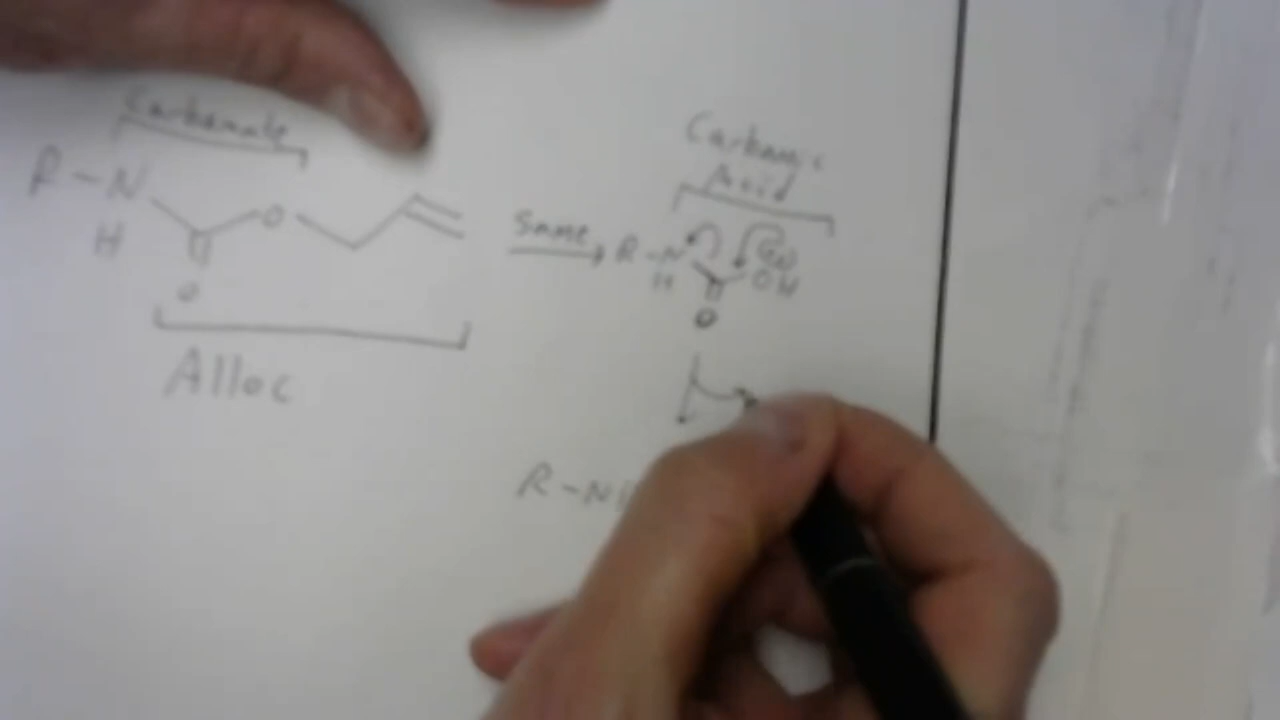 Carbamate
R-N
H
O
O
Alloc
Same
Carbamic
Acid
R-N
H
OH
O
R-N